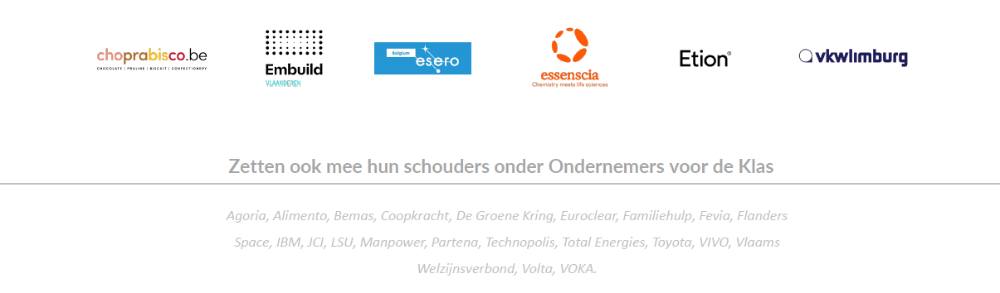 choprabisco.be
CHOCOLATE | PRALINE | BISCUIT | CONFECTIONERY
Embuild
VLAANDEREN
Belgium
esero
essenscia
Chemistry meets life sciences
Etion®
vkwlimburg
Zetten ook mee hun schouders onder Ondernemers voor de Klas
Agoria, Alimento, Bemas, Coopkracht, De Groene Kring, Euroclear, Familiehulp, Fevia, Flanders
Space, IBM, JCI, LSU, Manpower, Partena, Technopolis, Total Energies, Toyota, VIVO, Vlaams
Welzijnsverbond, Volta, VOKA.